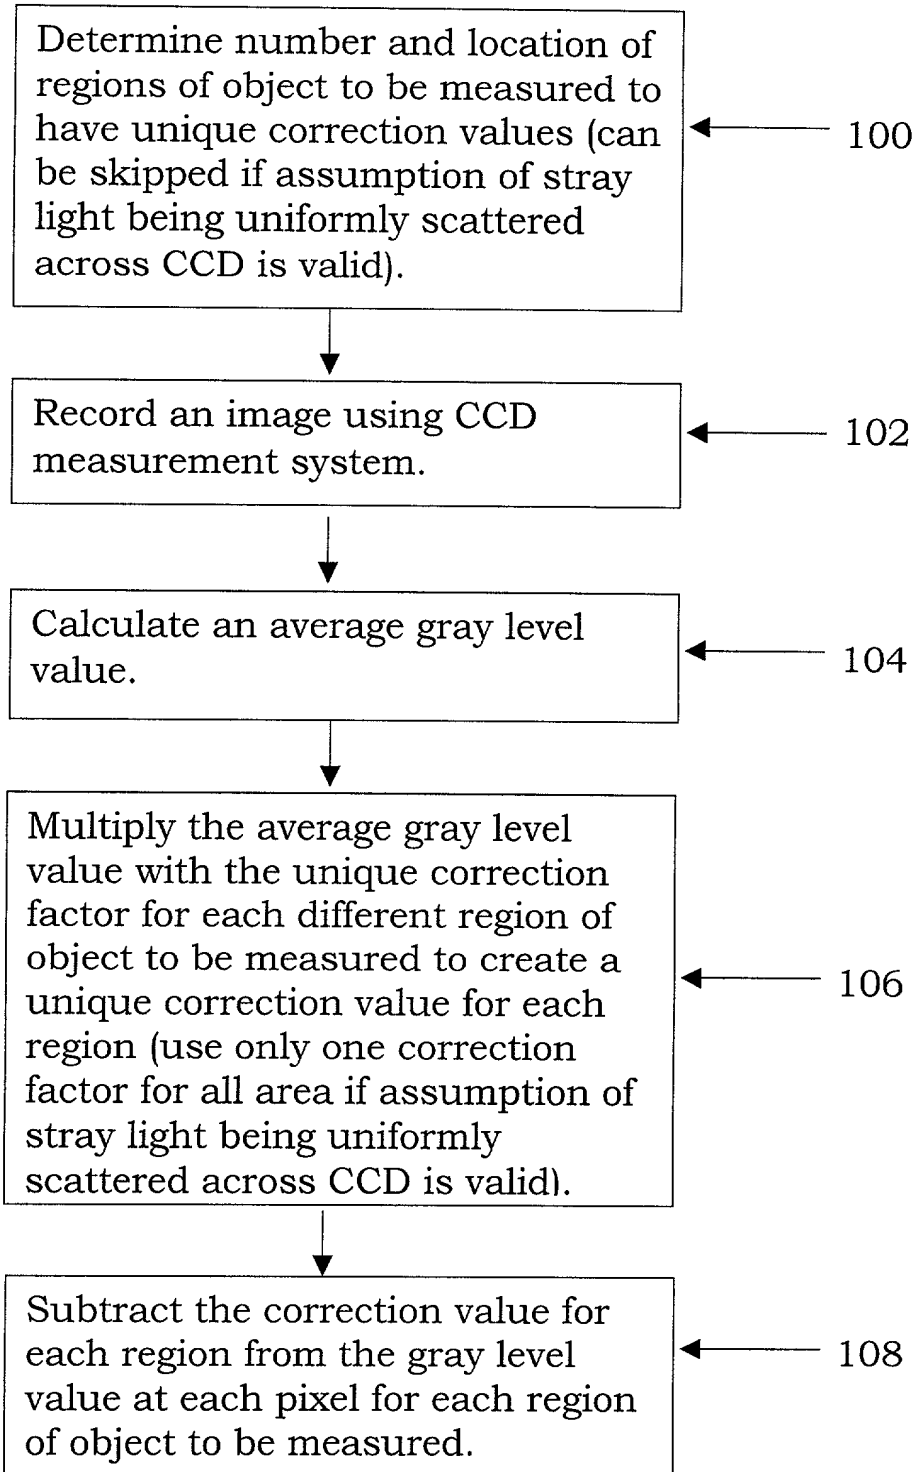 Determine number and location of
regions of object to be measured to
have unique correction values (can
be skipped if assumption of stray
light being uniformly scattered
across CCD is valid).
100
Record an image using CCD
measurement system.
102
Calculate an average gray level
value.
104
Multiply the average gray level
value with the unique correction
factor for each different region of
object to be measured to create a
unique correction value for each
region (use only one correction
factor for all area if assumption of
stray light being uniformly
scattered across CCD is valid).
106
Subtract the correction value for
each region from the gray level
value at each pixel for each region
of object to be measured.
108